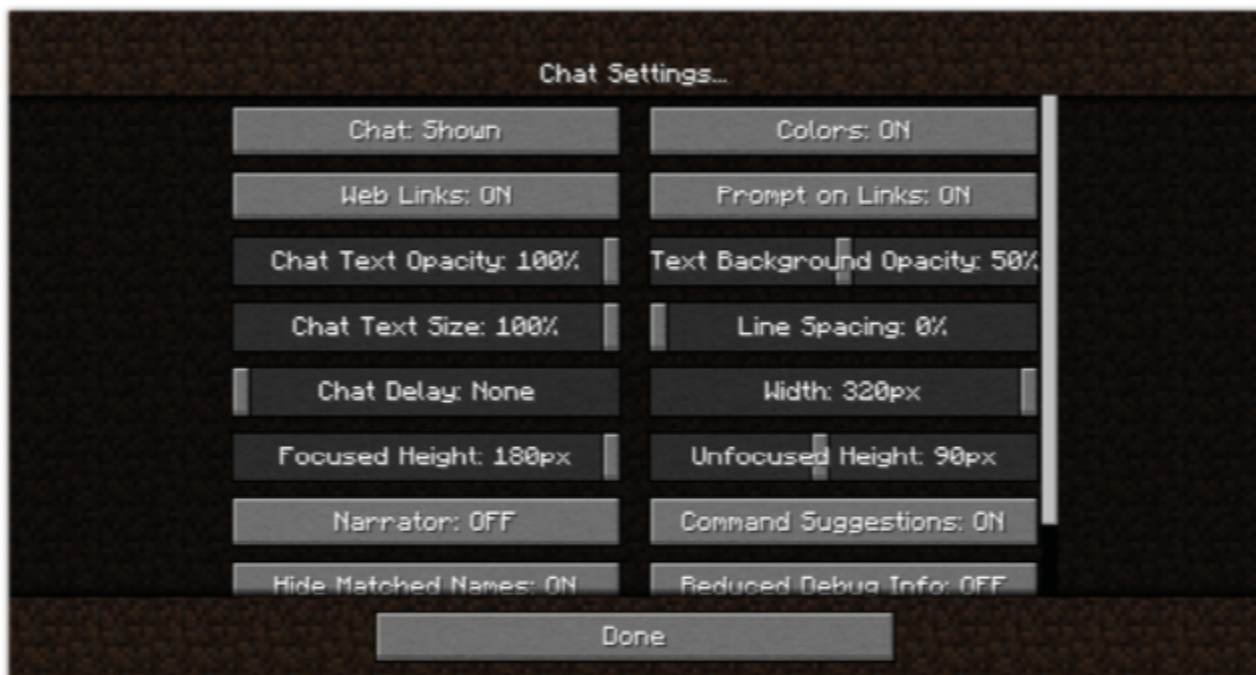 Chat Settings...
Chat: Shown
Colors: ON
Web Links: ON
Prompt on Links: ON
Chat Text Opacity: 100%
Text Background Opacity: 50%
Chat Text Size: 100%
Line Spacing: 0%
Chat Delay: None
Width: 320px
Focused Height: 180px
Unfocused Height: 90px
Narrator: OFF
Command Suggestions: ON
Hide Matched Names: ON
Reduced Debug Info: OFF
Done